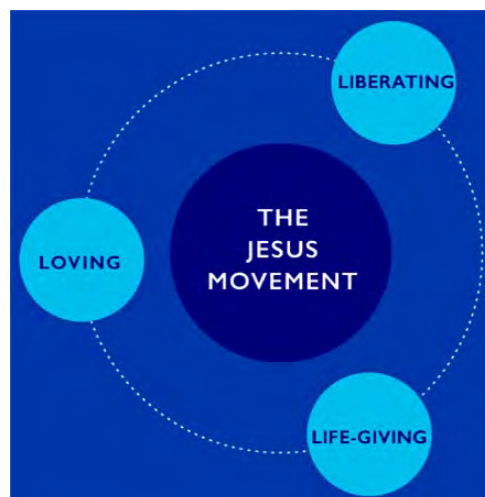 LIBERATING
THE
JESUS
MOVEMENT
LOVING
LIFE-GIVING